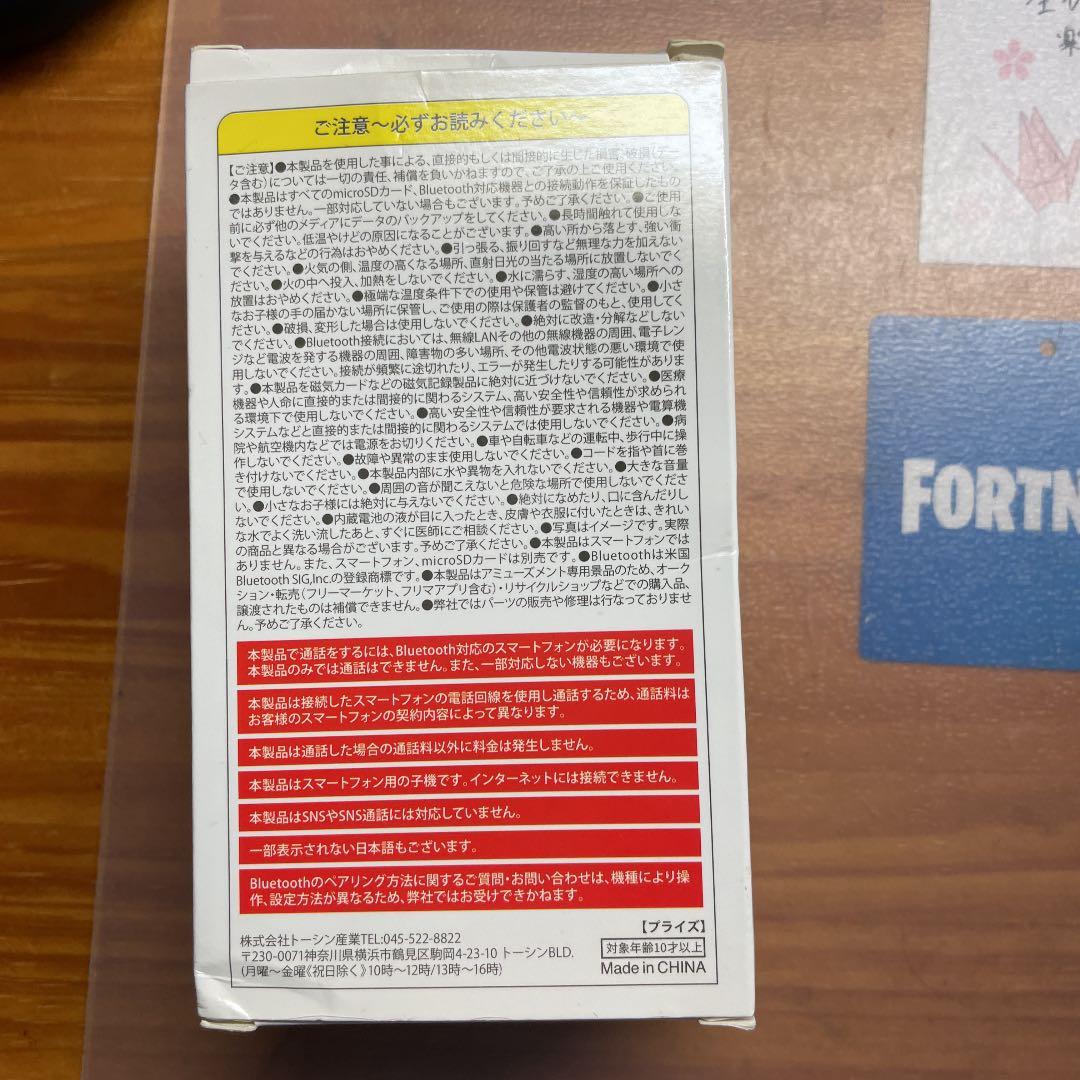 ご注意～必ずお読みください～
【ご注意】●本製品を使用した事による、直接的もしくは間接的に生じた損害、破損（デー
タ含む）については一切の責任、補償を負いかねますので、ご了承の上ご使用ください。
●本製品はすべてのmicroSDカード、Bluetooth対応機器との接続動作を保証したもの
ではありません。一部対応していない場合もございます。予めご了承ください。●ご使用
前に必ず他のメディアにデータのバックアップをしてください。●長時間触れて使用しな
いでください。低温やけどの原因になることがございます。●高い所から落とす、強い衝
撃を与えるなどの行為はおやめください。●引っ張る、振り回すなど無理な力を加えない
でください。●火気の側、温度の高くなる場所、直射日光の当たる場所に放置しないでく
ださい。●火の中へ投入、加熱をしないでください。●水に濡らす、湿度の高い場所への
放置はおやめください。●極端な温度条件下での使用や保管は避けてください。●小さ
なお子様の手の届かない場所に保管し、ご使用の際は保護者の監督のもと、使用してく
ださい。●破損、変形した場合は使用しないでください。●絶対に改造・分解などしない
でください。●Bluetooth接続においては、無線LANその他の無線機器の周囲、電子レン
ジなど電波を発する機器の周囲、障害物の多い場所、その他電波状態の悪い環境で使
用しないでください。接続が頻繁に途切れたり、エラーが発生したりする可能性がありま
す。●本製品を磁気カードなどの磁気記録製品に絶対に近づけないでください。●医療
機器や人命に直接的または間接的に関わるシステム、高い安全性や信頼性が求められ
る環境下で使用しないでください。●高い安全性や信頼性が要求される機器や電算機
システムなどと直接的または間接的に関わるシステムでは使用しないでください。●病
院や航空機内などでは電源をお切りください。●車や自転車などの運転中、歩行中に操
作しないでください。●故障や異常のまま使用しないでください。●コードを指や首に巻
き付けないでください。●本製品内部に水や異物を入れないでください。●大きな音量
で使用しないでください。●周囲の音が聞こえないと危険な場所で使用しないでくださ
い。●小さなお子様には絶対に与えないでください。●絶対になめたり、口に含んだりし
ないでください。●内蔵電池の液が目に入ったとき、皮膚や衣服に付いたときは、きれい
な水でよく洗い流したあと、すぐに医師にご相談ください。●写真はイメージです。実際
の商品と異なる場合がございます。予めご了承ください。●本製品はスマートフォンでは
ありません。また、スマートフォン、microSDカードは別売です。●Bluetoothは米国
Bluetooth SIG,Inc.の登録商標です。●本製品はアミューズメント専用景品のため、オーク
ション・転売（フリーマーケット、フリマアプリ含む）・リサイクルショップなどでの購入品、
譲渡されたものは補償できません。●弊社ではパーツの販売や修理は行なっておりませ
ん。予めご了承ください。
本製品で通話をするには、Bluetooth対応のスマートフォンが必要になります。
本製品のみでは通話はできません。また、一部対応しない機器もございます。
本製品は接続したスマートフォンの電話回線を使用し通話するため、通話料は
お客様のスマートフォンの契約内容によって異なります。
本製品は通話した場合の通話料以外に料金は発生しません。
本製品はスマートフォン用の子機です。インターネットには接続できません。
本製品はSNSやSNS通話には対応していません。
一部表示されない日本語もございます。
Bluetoothのペアリング方法に関するご質問・お問い合わせは、機種により操
作、設定方法が異なるため、弊社ではお受けできかねます。
【プライズ】
株式会社トーシン産業TEL:045-522-8822
対象年齢10才以上
〒230-0071神奈川県横浜市鶴見区駒岡4-23-10 トーシンBLD.
(月曜～金曜《祝日除く》10時～12時/13時～16時)
Made in CHINA
FORTN